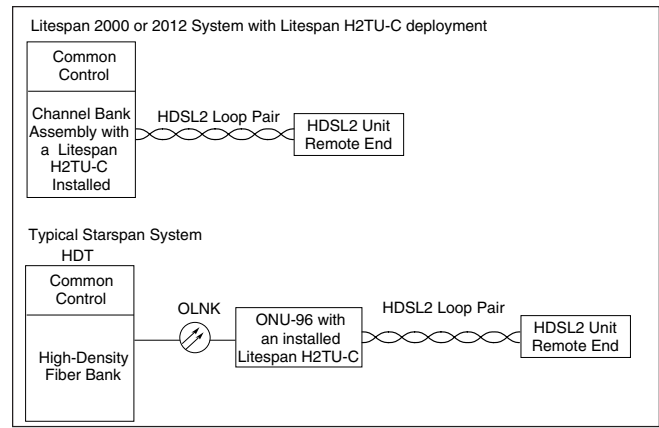 Litespan 2000 or 2012 System with Litespan H2TU-C deployment
Common
Control
Channel Bank
Assembly with
a Litespan
H2TU-C
Installed
HDSL2 Loop Pair
HDSL2 Unit
Remote End
Typical Starspan System
HDT
Common
Control
High-Density
Fiber Bank
OLNK
ONU-96 with
an installed
Litespan H2TU-C
HDSL2 Loop Pair
HDSL2 Unit
Remote End